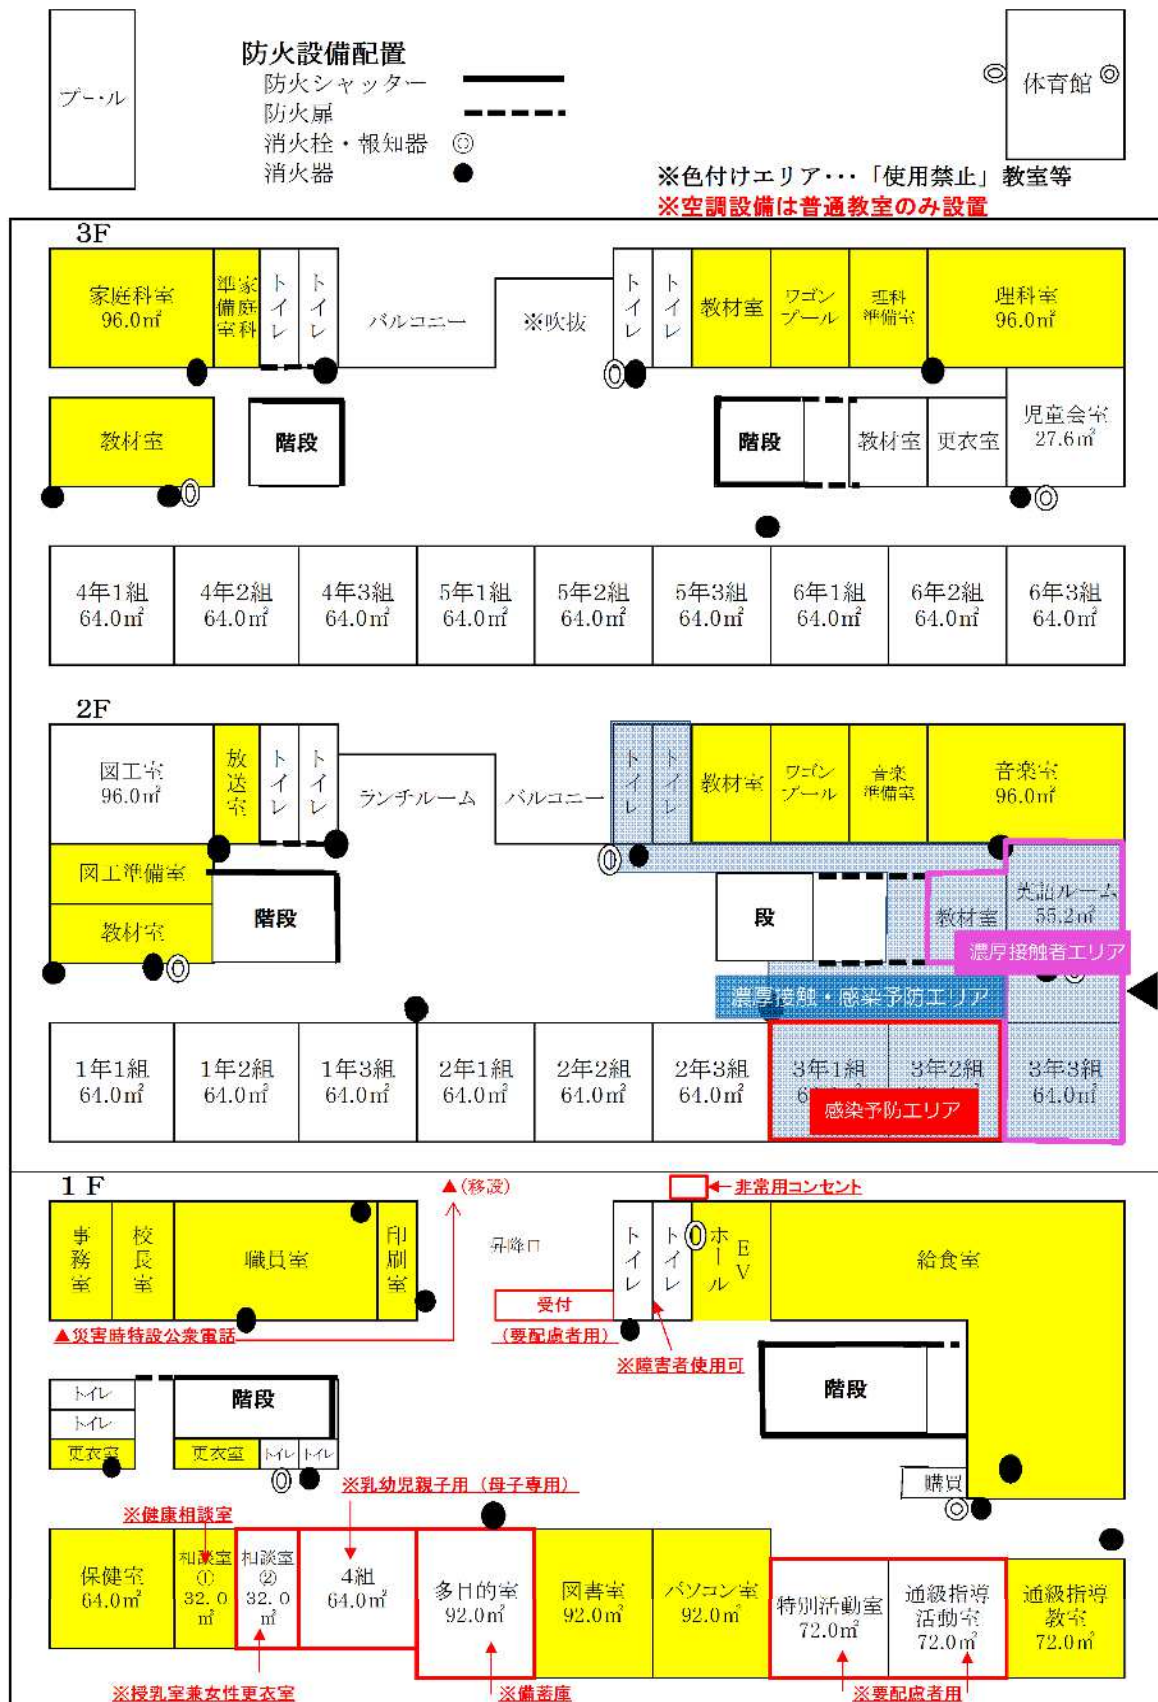 プール
防火設備配置
防火シャッター
防火扉
消火栓・報知器 ◎
消火器 ●
体育館
※色付けエリア･･･「使用禁止」教室等
※空調設備は普通教室のみ設置
3F
家庭科室
96.0㎡
家庭科準備室
トイレ
トイレ
バルコニー
※吹抜
トイレ
トイレ
教材室
ワゴンプール
理科準備室
理科室
96.0㎡
教材室
階段
階段
教材室
更衣室
児童会室
27.6㎡
4年1組
64.0㎡
4年2組
64.0㎡
4年3組
64.0㎡
5年1組
64.0㎡
5年2組
64.0㎡
5年3組
64.0㎡
6年1組
64.0㎡
6年2組
64.0㎡
6年3組
64.0㎡
2F
図工室
96.0㎡
放送室
トイレ
トイレ
ランチルーム
バルコニー
トイレ
トイレ
教材室
ワゴンプール
音楽準備室
音楽室
96.0㎡
図工準備室
教材室
階段
段
教材室
英語ルーム
55.2㎡
濃厚接触者エリア
濃厚接触・感染予防エリア
1年1組
64.0㎡
1年2組
64.0㎡
1年3組
64.0㎡
2年1組
64.0㎡
2年2組
64.0㎡
2年3組
64.0㎡
3年1組
3年2組
感染予防エリア
3年3組
64.0㎡
1F
事務室
校長室
職員室
印刷室
▲(移設)
昇降口
受付
(要配慮者用)
トイレ
トイレ
非常用コンセント
EVホール
給食室
▲災害時特設公衆電話
※障害者使用可
トイレ
トイレ
更衣室
階段
更衣室
トイレ
トイレ
階段
購買
※乳幼児親子用（母子専用）
※健康相談室
保健室
64.0㎡
相談室
①
32.0
㎡
相談室
②
32.0
㎡
4組
64.0㎡
多目的室
92.0㎡
図書室
92.0㎡
パソコン室
92.0㎡
特別活動室
72.0㎡
通級指導
活動室
72.0㎡
通級指導
教室
72.0㎡
※授乳室兼女性更衣室
※備蓄庫
※要配慮者用